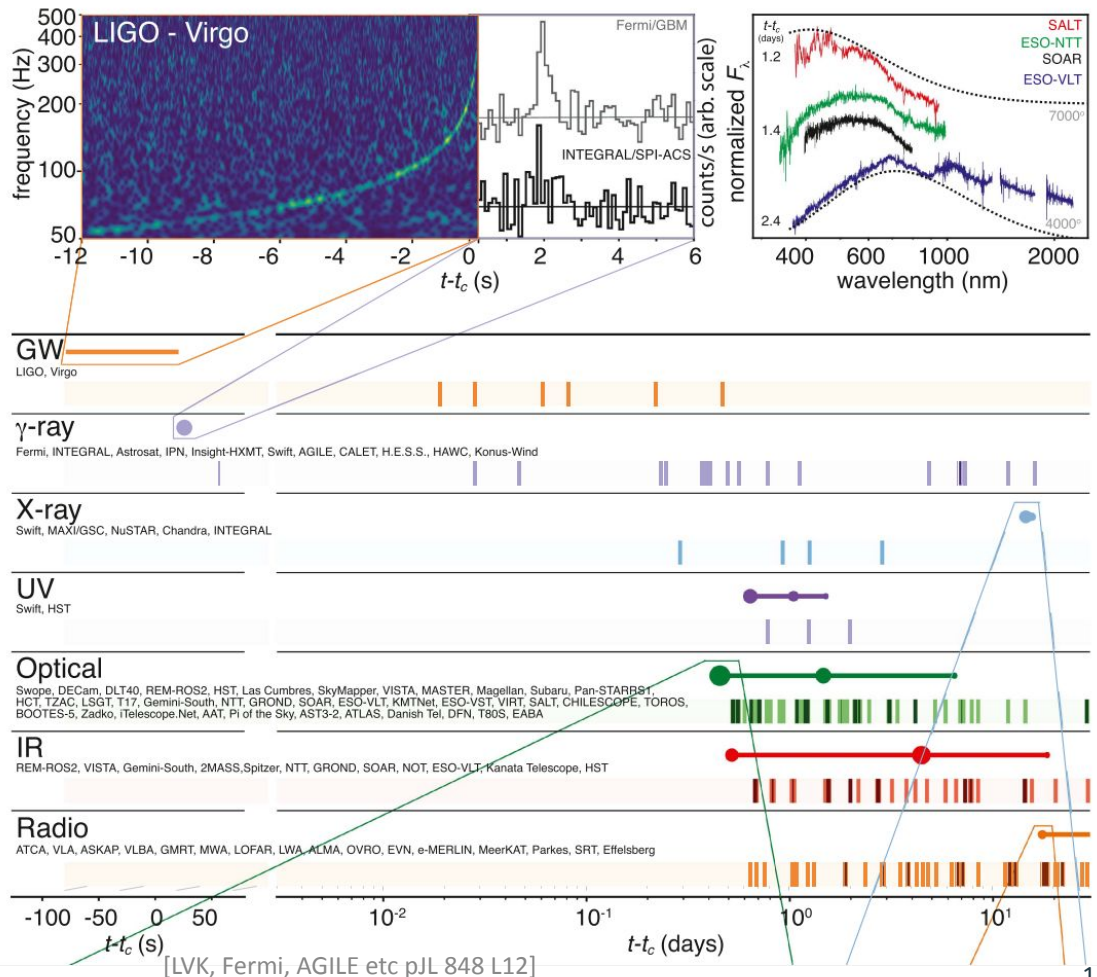 500
400
300
200
100
50
frequency (Hz)
LIGO - Virgo
-12 -10 -8 -6 -4 -2 0 2 4 6
t-tc (s)
Fermi/GBM
INTEGRAL/SPI-ACS
counts/s (arb. scale)
normalized Fλ
t-tc
(days)
1.2
1.4
2.4
SALT
ESO-NTT
SOAR
ESO-VLT
7000°
4000°
400 600 1000 2000
wavelength (nm)
GW
LIGO, Virgo
γ-ray
Fermi, INTEGRAL, Astrosat, IPN, Insight-HXMT, Swift, AGILE, CALET, H.E.S.S., HAWC, Konus-Wind
X-ray
Swift, MAXI/GSC, NuSTAR, Chandra, INTEGRAL
UV
Swift, HST
Optical
Swope, DECam, DLT40, REM-ROS2, HST, Las Cumbres, SkyMapper, VISTA, MASTER, Magellan, Subaru, Pan-STARRS1,
HCT, TZAC, LSGT, T17, Gemini-South, NTT, GROND, SOAR, ESO-VLT, KMTNet, ESO-VST, VIRT, SALT, CHILESCOPE, TOROS,
BOOTES-5, Zadko, iTelescope.Net, AAT, Pi of the Sky, AST3-2, ATLAS, Danish Tel, DFN, T80S, EABA
IR
REM-ROS2, VISTA, Gemini-South, 2MASS,Spitzer, NTT, GROND, SOAR, NOT, ESO-VLT, Kanata Telescope, HST
Radio
ATCA, VLA, ASKAP, VLBA, GMRT, MWA, LOFAR, LWA, ALMA, OVRO, EVN, e-MERLIN, MeerKAT, Parkes, SRT, Effelsberg
-100 -50 0 50 10⁻² 10⁻¹ 10⁰ 10¹
t-tc (s) t-tc (days)
[LVK, Fermi, AGILE etc pJL 848 L12]
1